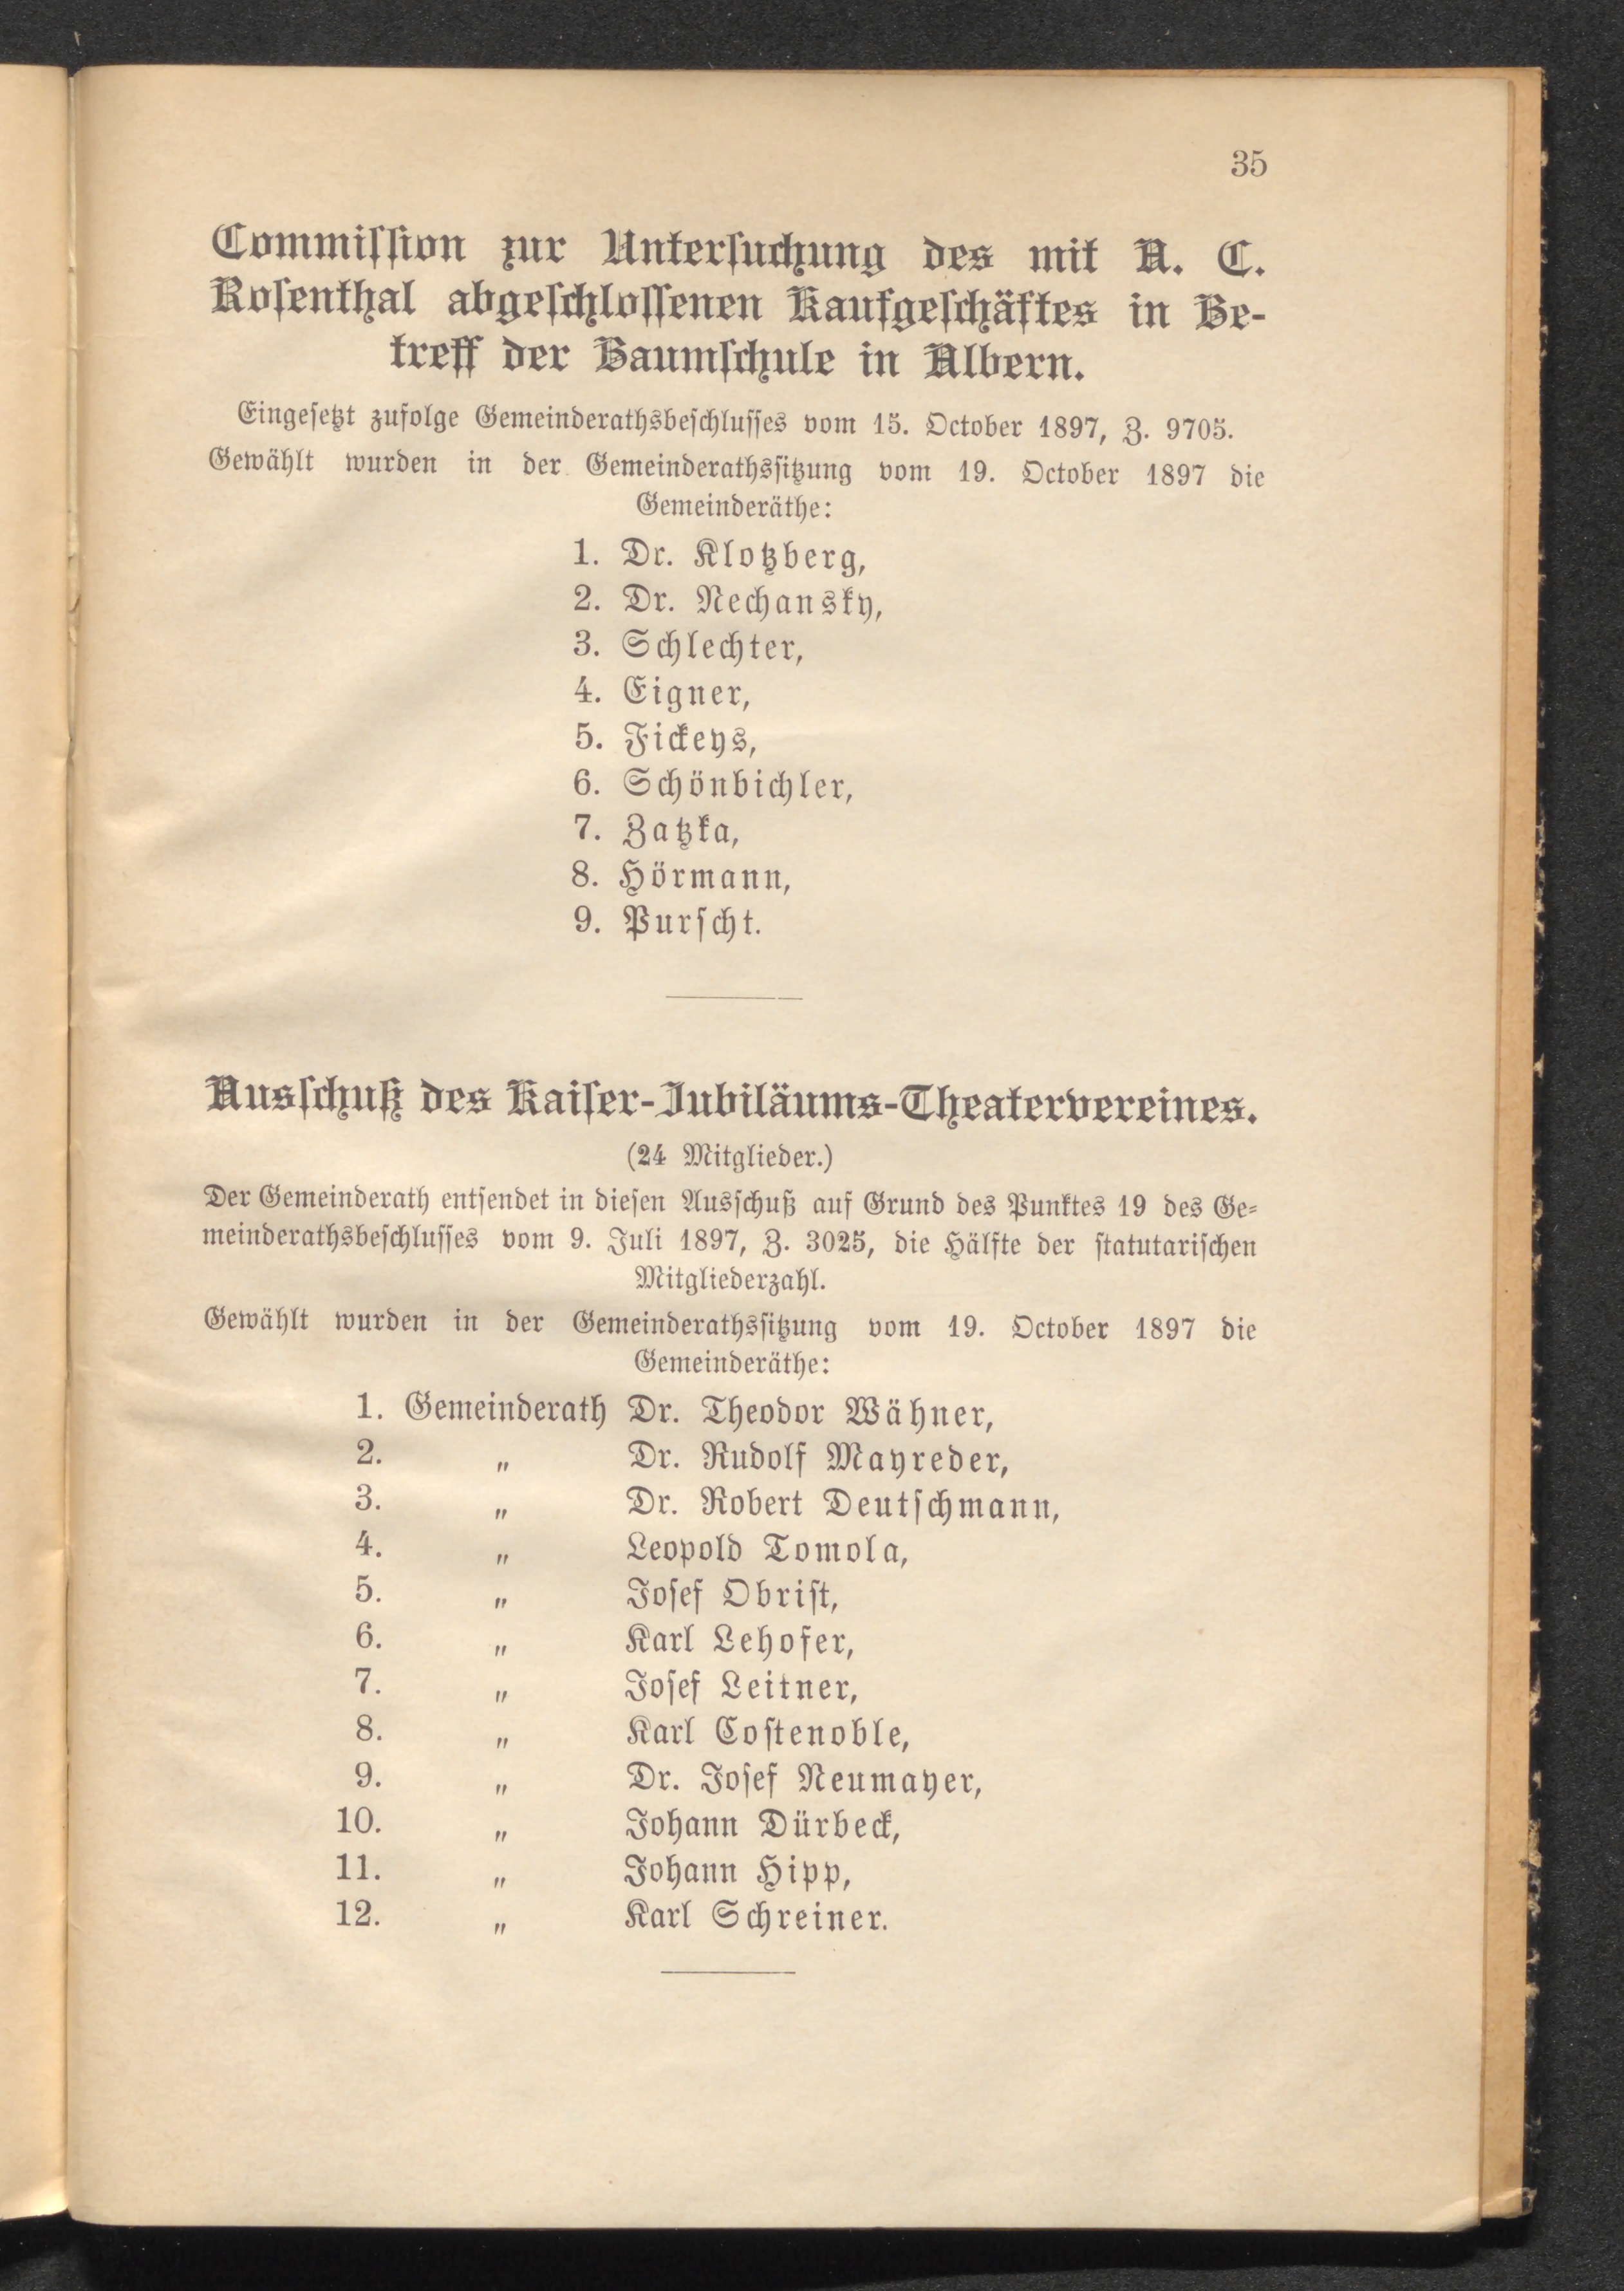 35
Commission zur Untersuchung des mit A. C.
Rosenthal abgeschlossenen Kaufgeschäftes in Be-
treff der Baumschule in Albern.
Eingesetzt zufolge Gemeinderathsbeschlusses vom 15. October 1897, Z. 9705.
Gewählt wurden in der Gemeinderathssitzung vom 19. October 1897 die
Gemeinderäthe:
1. Dr. Klotzberg,
2. Dr. Nechansky,
3. Schlechter,
4. Eigner,
5. Fickeys,
6. Schönbichler,
7. Zatzka,
8. Hörmann,
9. Purscht.
Ausschuß des Kaiser-Jubiläums-Theatervereines.
(24 Mitglieder.)
Der Gemeinderath entsendet in diesen Ausschuß auf Grund des Punktes 19 des Ge-
meinderathsbeschlusses vom 9. Juli 1897, Z. 3025, die Hälfte der statutarischen
Mitgliederzahl.
Gewählt wurden in der Gemeinderathssitzung vom 19. October 1897 die
Gemeinderäthe:
1. Gemeinderath Dr. Theodor Wähner,
2. „ Dr. Rudolf Mayreder,
3. „ Dr. Robert Deutschmann,
4. „ Leopold Tomola,
5. „ Josef Obrist,
6. „ Karl Lehofer,
7. „ Josef Leitner,
8. „ Karl Costenoble,
9. „ Dr. Josef Neumayer,
10. „ Johann Dürbeck,
11. „ Johann Hipp,
12. „ Karl Schreiner.